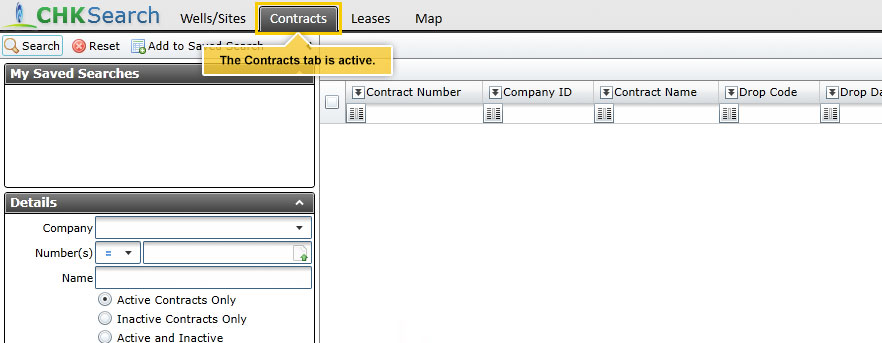 CHKSearch Wells/Sites Contracts Leases Map
Search Reset Add to Saved Search
The Contracts tab is active.
My Saved Searches
Contract Number Company ID Contract Name Drop Code Drop Da
Details
Company
Number(s) =
Name
Active Contracts Only
Inactive Contracts Only
Active and Inactive